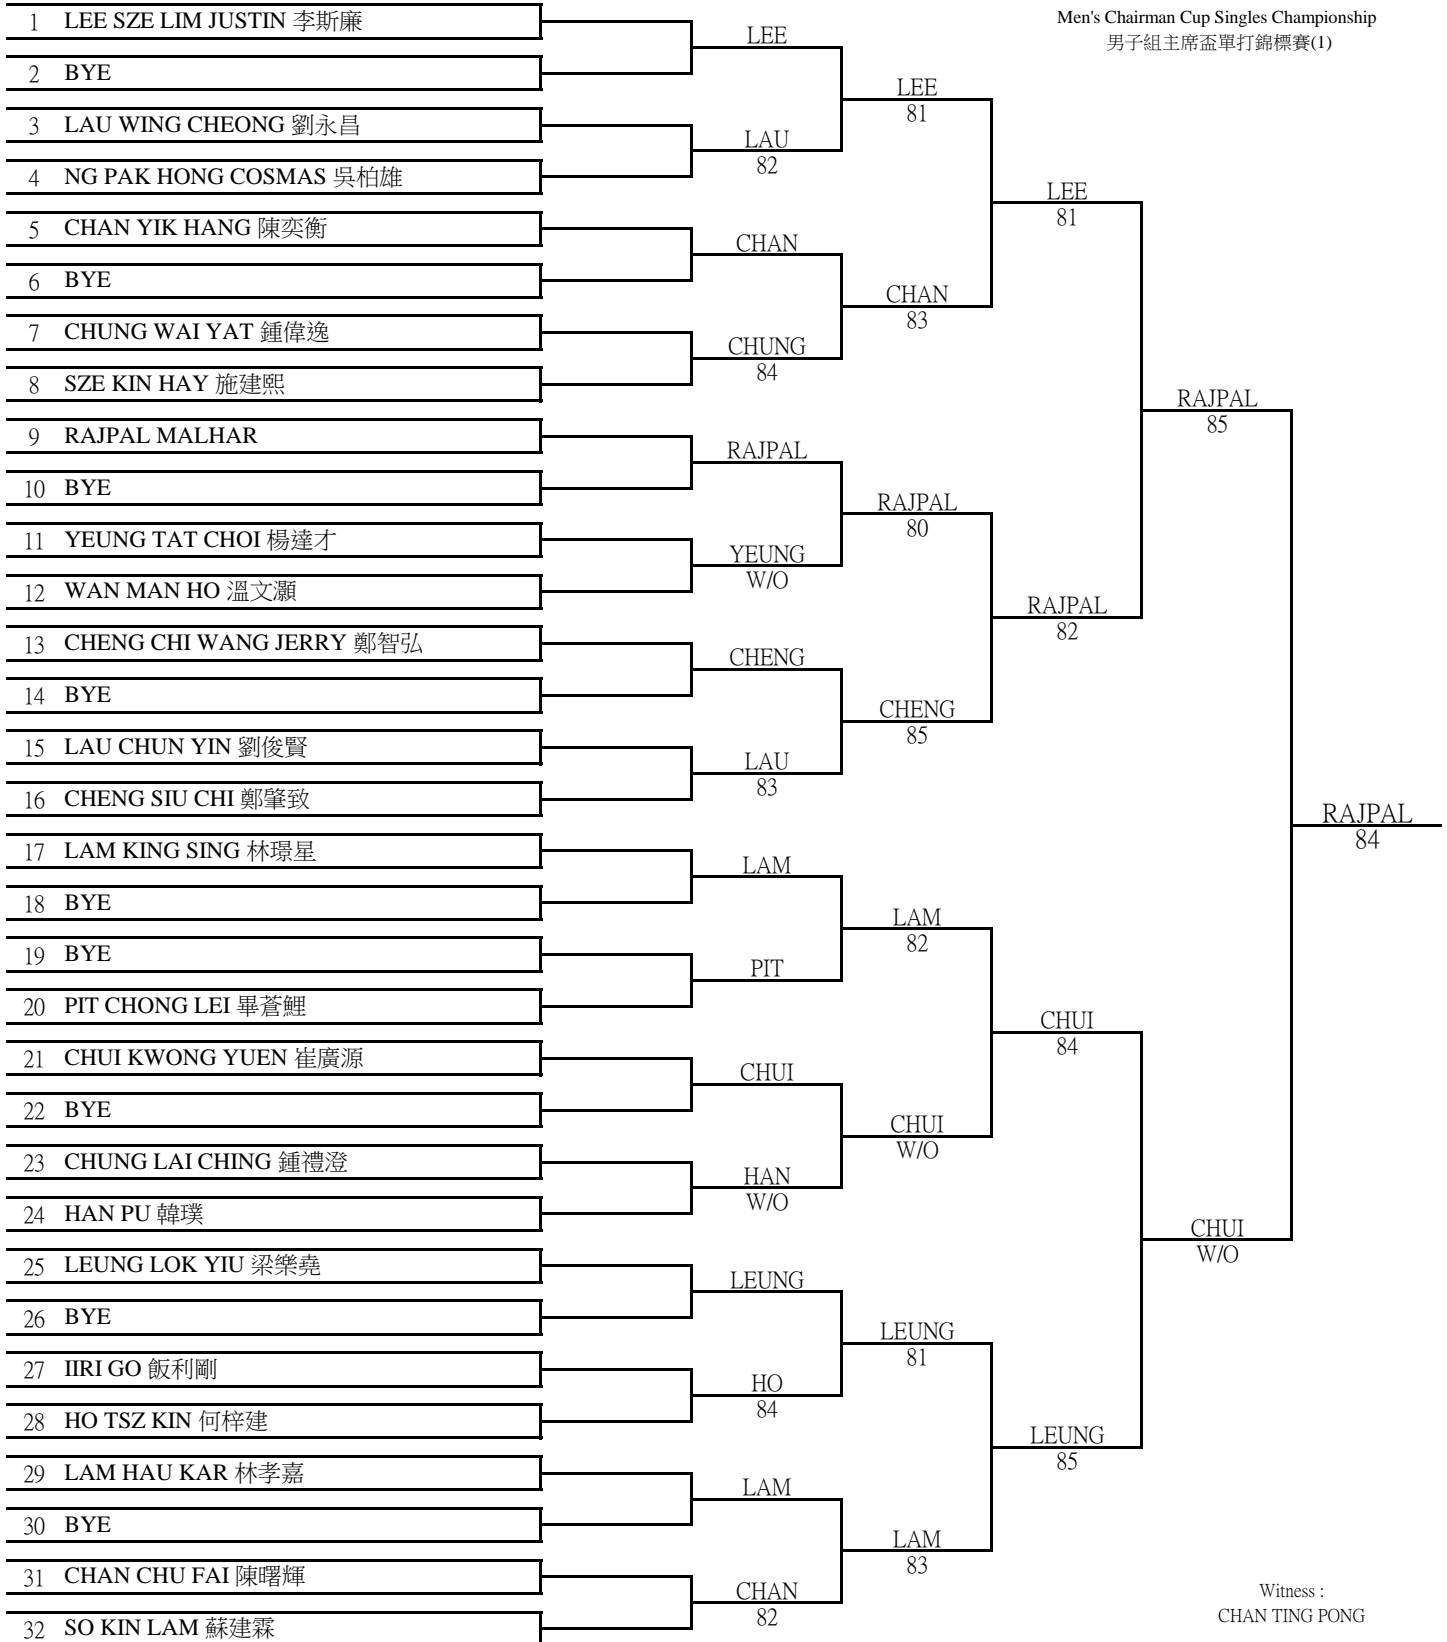 Men's Chairman Cup Singles Championship
男子組主席盃單打錦標賽(1)
1 LEE SZE LIM JUSTIN 李斯廉
2 BYE
3 LAU WING CHEONG 劉永昌
4 NG PAK HONG COSMAS 吳柏雄
5 CHAN YIK HANG 陳奕衡
6 BYE
7 CHUNG WAI YAT 鍾偉逸
8 SZE KIN HAY 施建熙
9 RAJPAL MALHAR
10 BYE
11 YEUNG TAT CHOI 楊達才
12 WAN MAN HO 溫文灝
13 CHENG CHI WANG JERRY 鄭智弘
14 BYE
15 LAU CHUN YIN 劉俊賢
16 CHENG SIU CHI 鄭肇致
17 LAM KING SING 林璟星
18 BYE
19 BYE
20 PIT CHONG LEI 畢蒼鯉
21 CHUI KWONG YUEN 崔廣源
22 BYE
23 CHUNG LAI CHING 鍾禮澄
24 HAN PU 韓璞
25 LEUNG LOK YIU 梁樂堯
26 BYE
27 IIRI GO 飯利剛
28 HO TSZ KIN 何梓建
29 LAM HAU KAR 林孝嘉
30 BYE
31 CHAN CHU FAI 陳曙輝
32 SO KIN LAM 蘇建霖
LEE
LAU
82
CHAN
CHUNG
84
RAJPAL
YEUNG
W/O
CHENG
LAU
83
LAM
PIT
CHUI
HAN
W/O
LEUNG
HO
84
LAM
CHAN
82
LEE
81
CHAN
83
RAJPAL
80
CHENG
85
LAM
82
CHUI
W/O
LEUNG
81
LAM
83
LEE
81
RAJPAL
82
CHUI
84
LEUNG
85
RAJPAL
85
CHUI
W/O
RAJPAL
84
Witness :
CHAN TING PONG